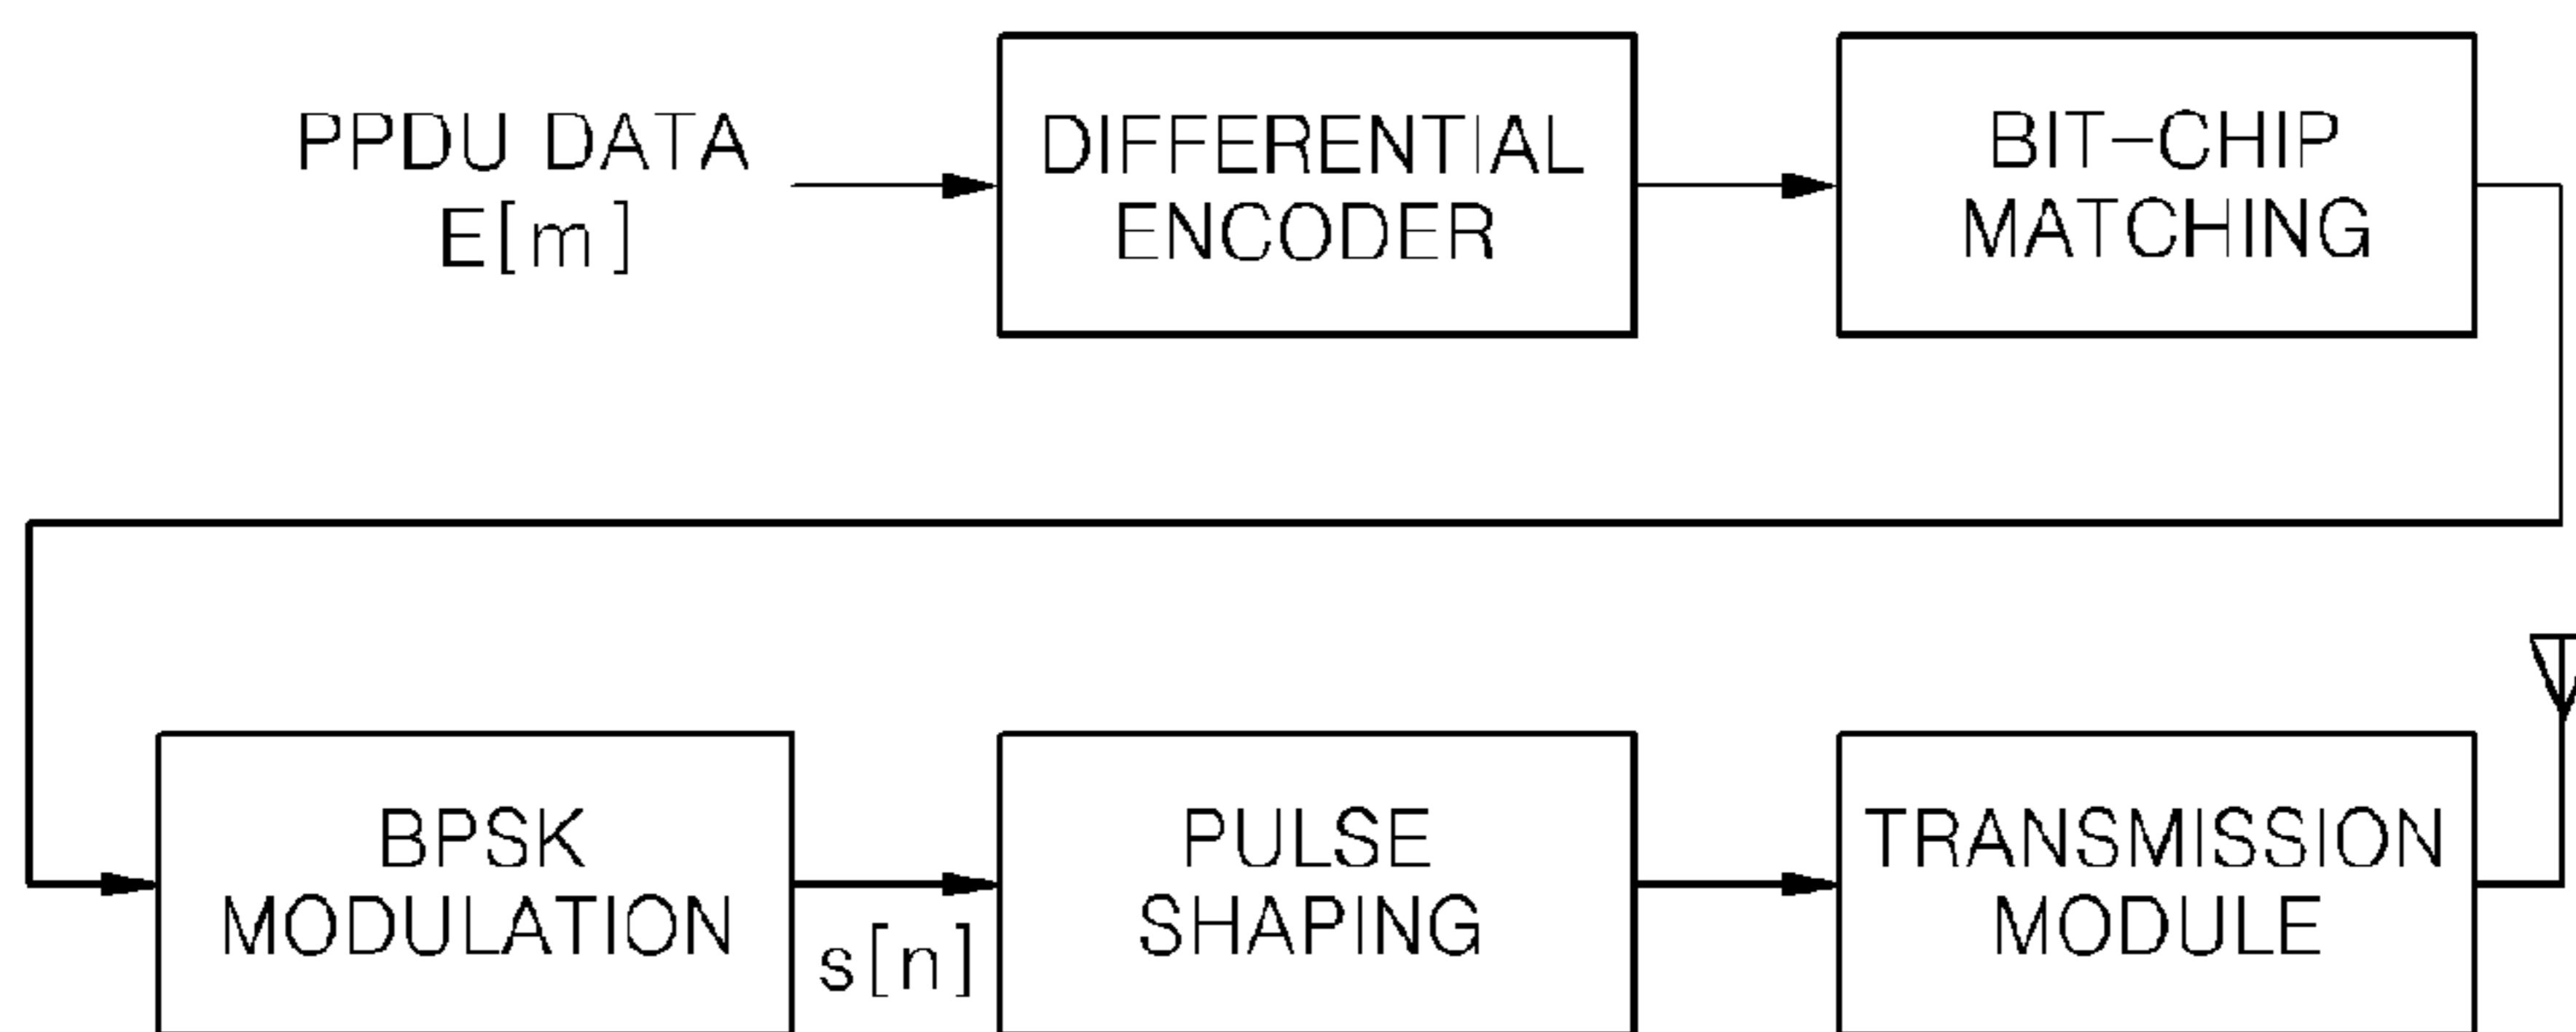 PPDU DATA
E[m]
DIFFERENTIAL
ENCODER
BIT-CHIP
MATCHING
BPSK
MODULATION
s[n]
PULSE
SHAPING
TRANSMISSION
MODULE